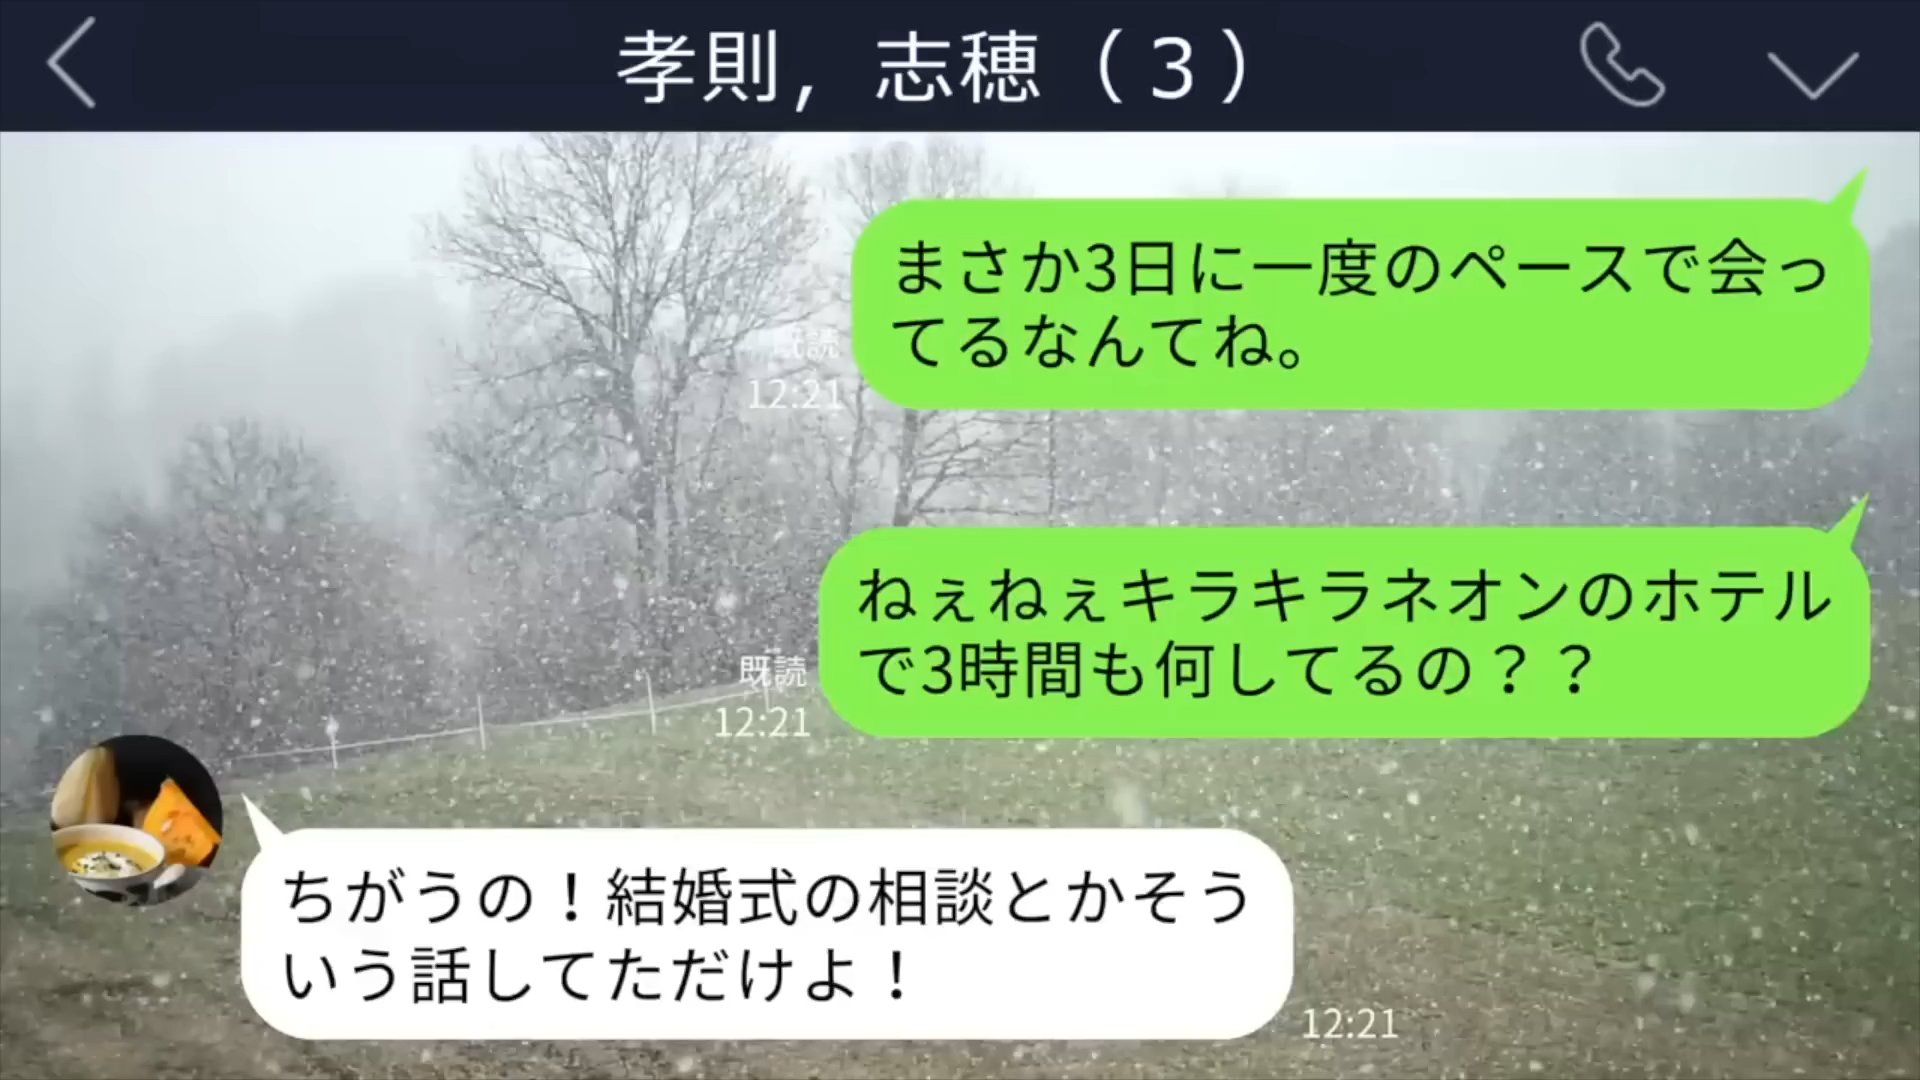 孝則，志穂（３）
まさか3日に一度のペースで会っ
てるなんてね。
既読
12:21
ねぇねぇキラキラネオンのホテル
で3時間も何してるの？？
既読
12:21
ちがうの！結婚式の相談とかそう
いう話してただけよ！
12:21